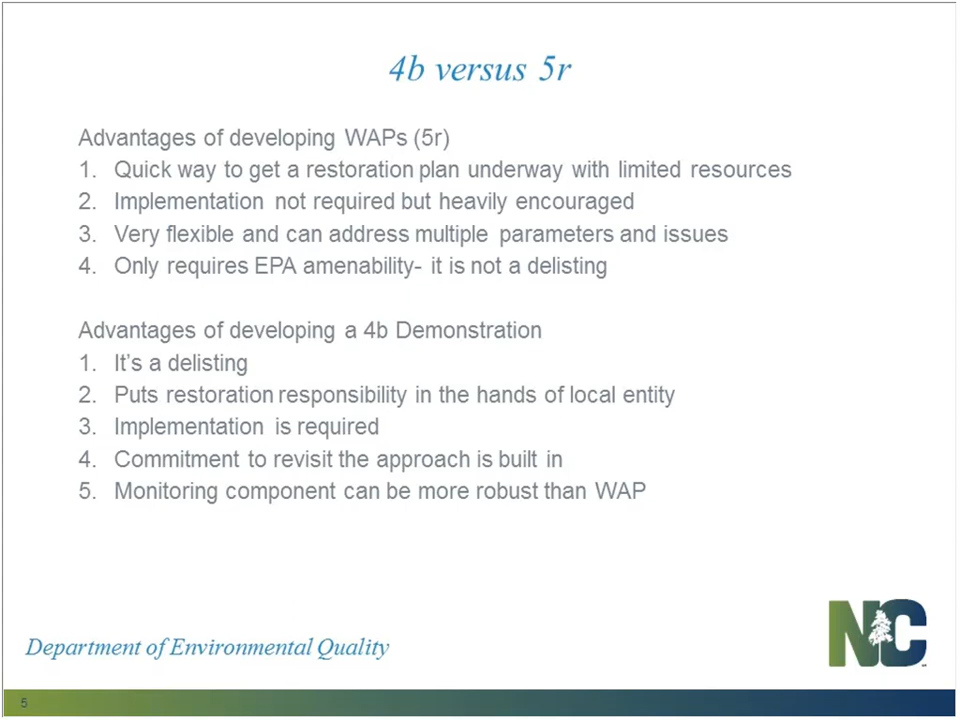 4b versus 5r
Advantages of developing WAPs (5r)
1. Quick way to get a restoration plan underway with limited resources
2. Implementation not required but heavily encouraged
3. Very flexible and can address multiple parameters and issues
4. Only requires EPA amenability- it is not a delisting
Advantages of developing a 4b Demonstration
1. It's a delisting
2. Puts restoration responsibility in the hands of local entity
3. Implementation is required
4. Commitment to revisit the approach is built in
5. Monitoring component can be more robust than WAP
Department of Environmental Quality
NC
5